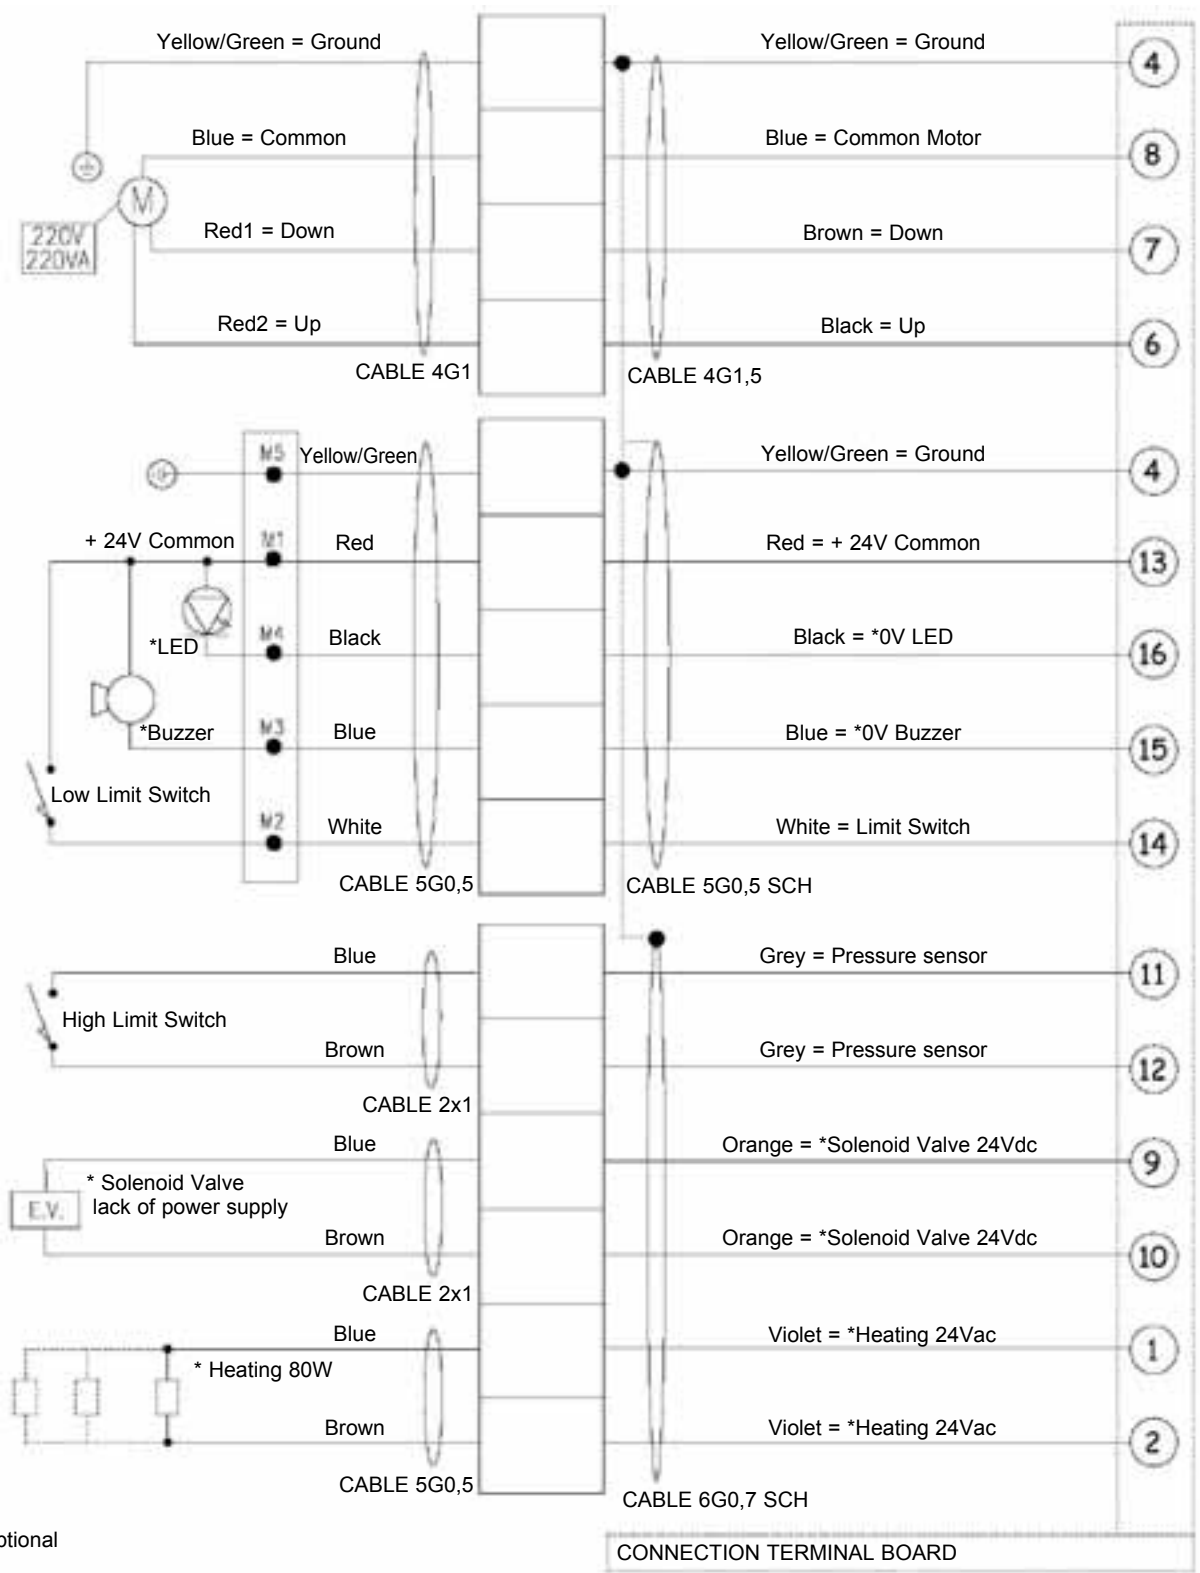 Yellow/Green = Ground
Yellow/Green = Ground
4
Blue = Common
Blue = Common Motor
8
M
220V
220VA
Red1 = Down
Brown = Down
7
Red2 = Up
Black = Up
6
CABLE 4G1
CABLE 4G1,5
M5
Yellow/Green
Yellow/Green = Ground
4
+ 24V Common
M1
Red
Red = + 24V Common
13
*LED
M4
Black
Black = *0V LED
16
*Buzzer
M3
Blue
Blue = *0V Buzzer
15
Low Limit Switch
M2
White
White = Limit Switch
14
CABLE 5G0,5
CABLE 5G0,5 SCH
Blue
Grey = Pressure sensor
11
High Limit Switch
Brown
Grey = Pressure sensor
12
CABLE 2x1
Blue
Orange = *Solenoid Valve 24Vdc
9
* Solenoid Valve
lack of power supply
E.V.
Brown
Orange = *Solenoid Valve 24Vdc
10
CABLE 2x1
Blue
Violet = *Heating 24Vac
1
* Heating 80W
Brown
Violet = *Heating 24Vac
2
CABLE 5G0,5
CABLE 6G0,7 SCH
ptional
CONNECTION TERMINAL BOARD